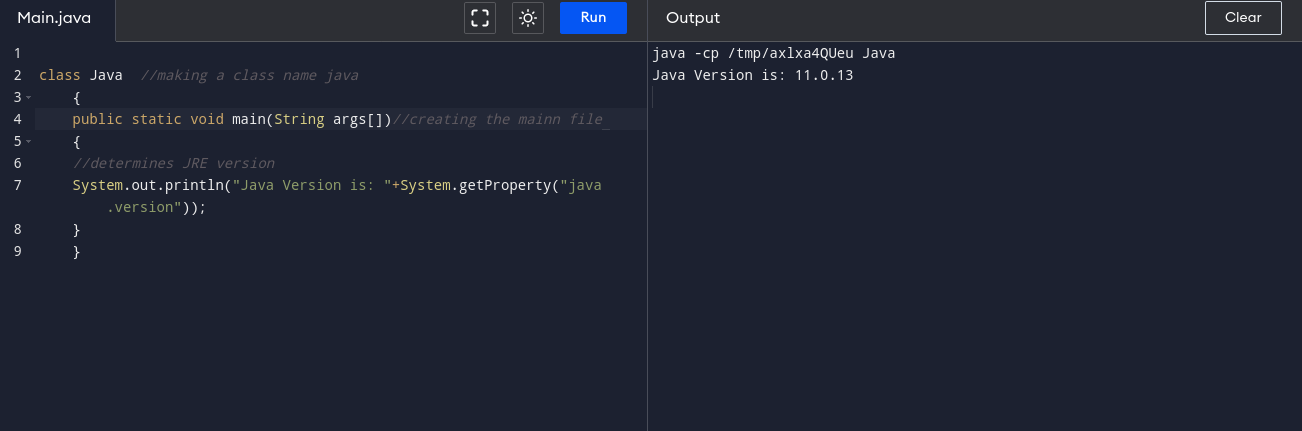 Main.java
Run
Output
Clear
1
2 class Java //making a class name java
3 {
4 public static void main(String args[])//creating the mainn file_
5 {
6 //determines JRE version
7 System.out.println("Java Version is: "+System.getProperty("java
.version"));
8 }
9 }
java -cp /tmp/axlxa4QUeu Java
Java Version is: 11.0.13